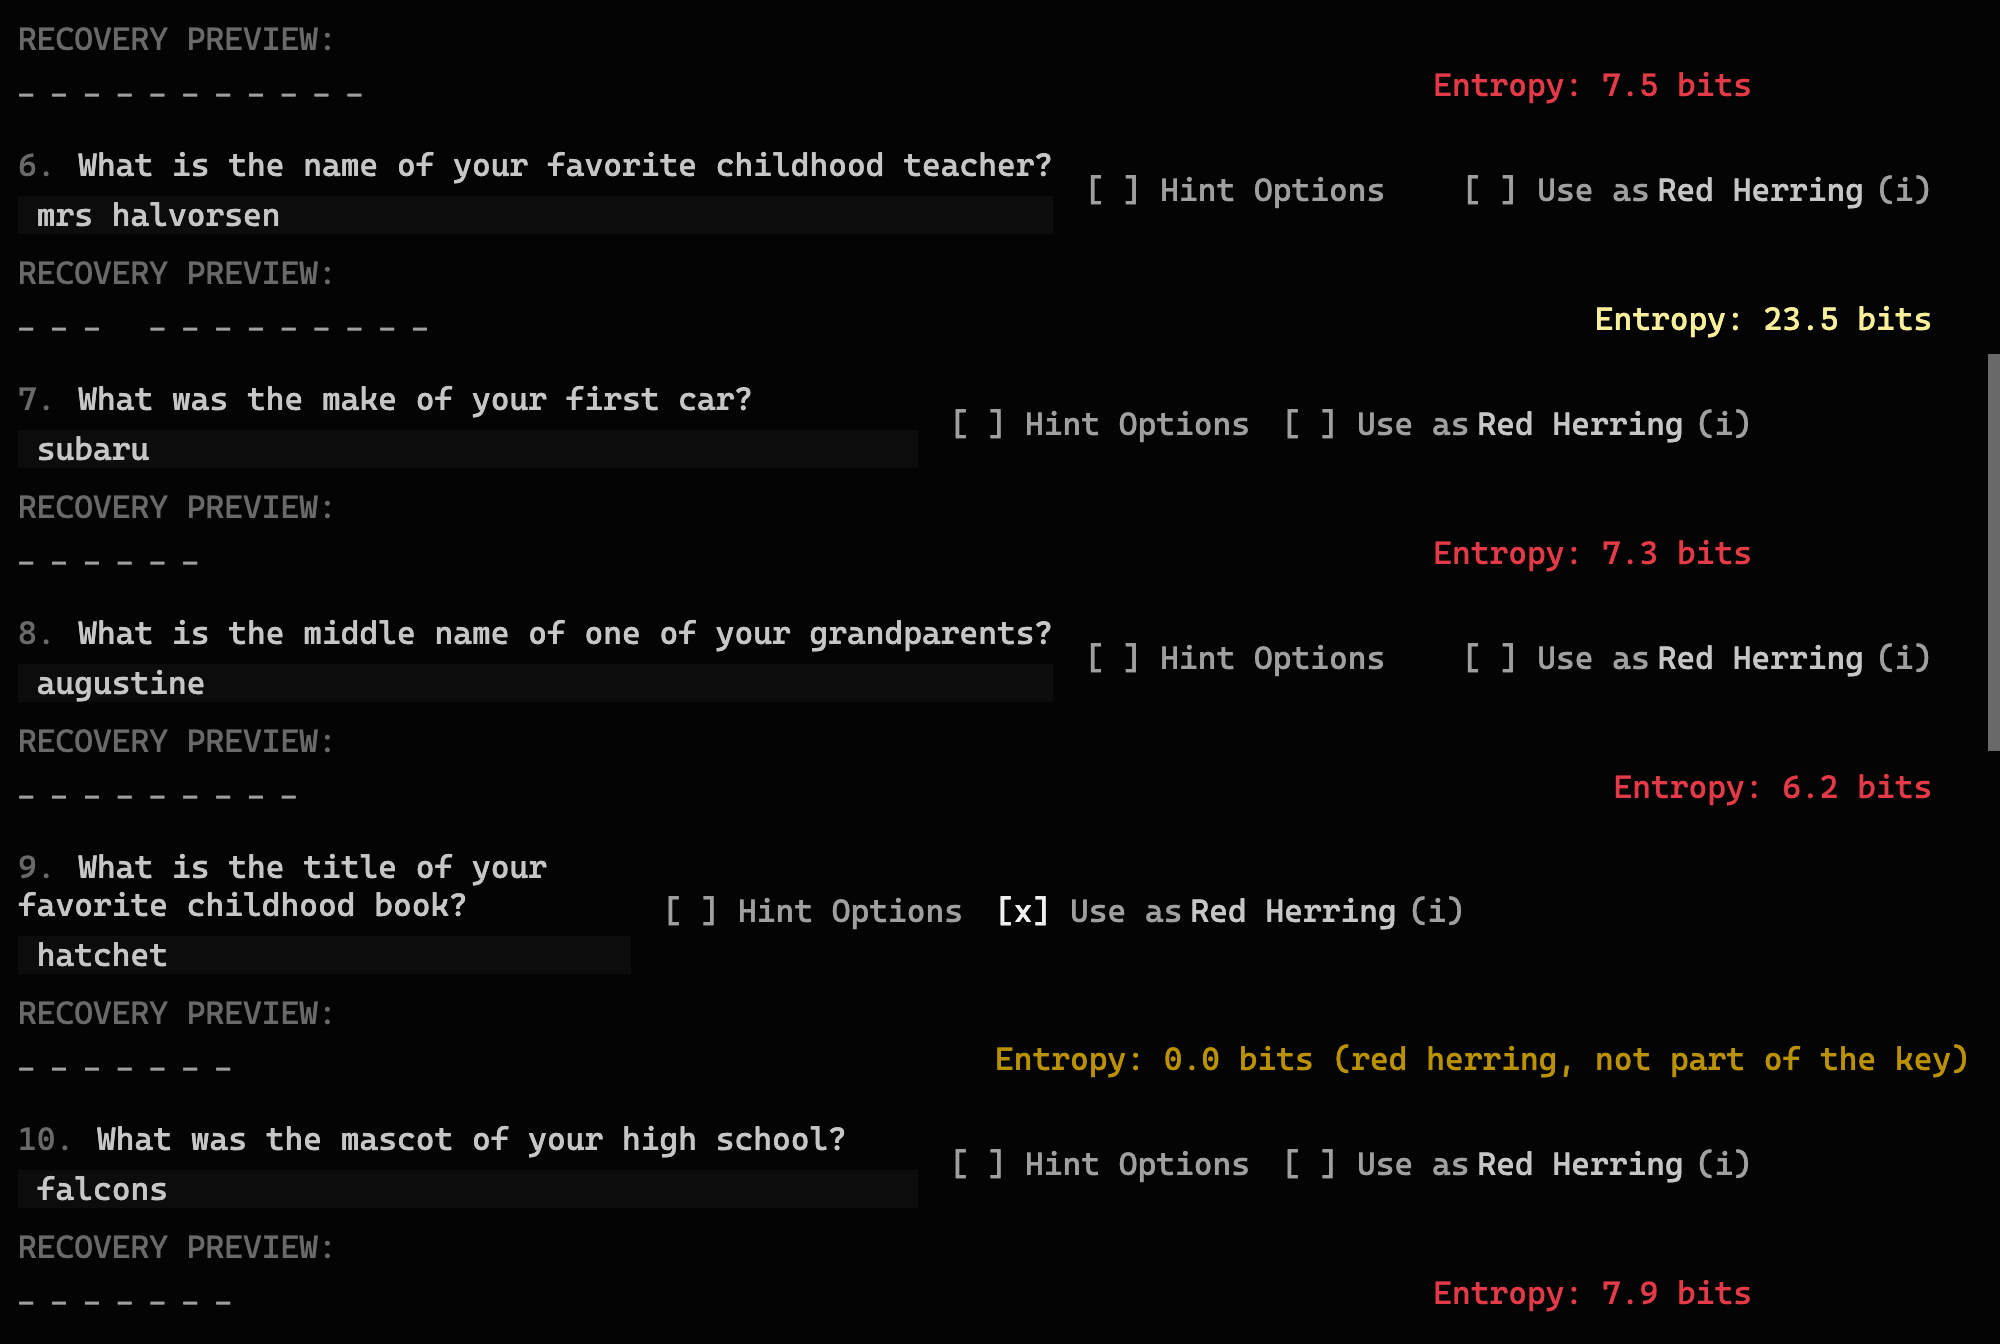 RECOVERY PREVIEW:
_ _ _ _ _ _ _ _ _ _ _
Entropy: 7.5 bits
6. What is the name of your favorite childhood teacher?
[ ] Hint Options [ ] Use as Red Herring (i)
mrs halvorsen
RECOVERY PREVIEW:
_ _ _  _ _ _ _ _ _ _ _ _
Entropy: 23.5 bits
7. What was the make of your first car?
[ ] Hint Options [ ] Use as Red Herring (i)
subaru
RECOVERY PREVIEW:
_ _ _ _ _ _
Entropy: 7.3 bits
8. What is the middle name of one of your grandparents?
[ ] Hint Options [ ] Use as Red Herring (i)
augustine
RECOVERY PREVIEW:
_ _ _ _ _ _ _ _ _
Entropy: 6.2 bits
9. What is the title of your
favorite childhood book?
[ ] Hint Options [x] Use as Red Herring (i)
hatchet
RECOVERY PREVIEW:
_ _ _ _ _ _ _
Entropy: 0.0 bits (red herring, not part of the key)
10. What was the mascot of your high school?
[ ] Hint Options [ ] Use as Red Herring (i)
falcons
RECOVERY PREVIEW:
_ _ _ _ _ _ _
Entropy: 7.9 bits